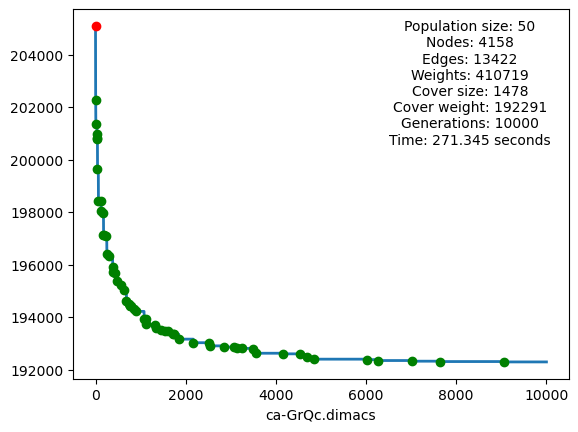 Population size: 50
Nodes: 4158
Edges: 13422
Weights: 410719
Cover size: 1478
Cover weight: 192291
Generations: 10000
Time: 271.345 seconds
204000
202000
200000
198000
196000
194000
192000
0 2000 4000 6000 8000 10000
ca-GrQc.dimacs